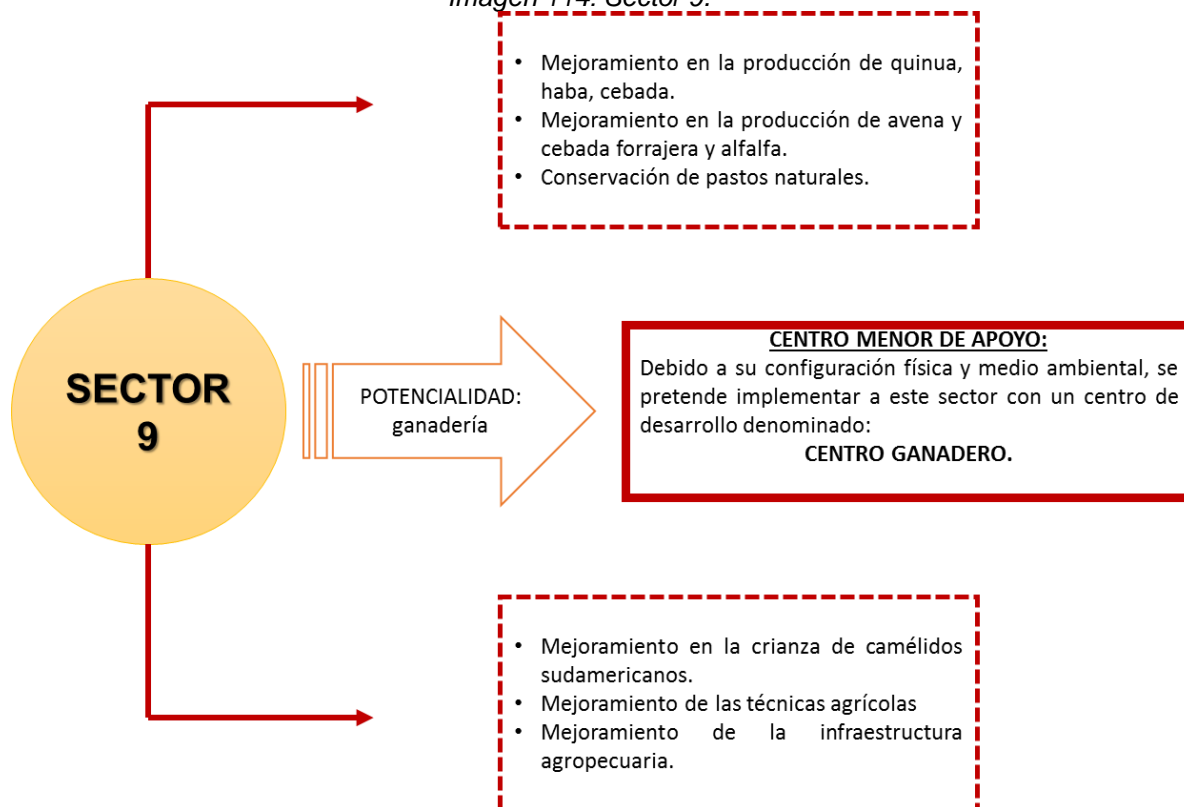 Imagen 114: Sector 9.
• Mejoramiento en la producción de quinua,
haba, cebada.
• Mejoramiento en la producción de avena y
cebada forrajera y alfalfa.
• Conservación de pastos naturales.
SECTOR
9
POTENCIALIDAD:
ganadería
CENTRO MENOR DE APOYO:
Debido a su configuración física y medio ambiental, se
pretende implementar a este sector con un centro de
desarrollo denominado:
CENTRO GANADERO.
• Mejoramiento en la crianza de camélidos
sudamericanos.
• Mejoramiento de las técnicas agrícolas
• Mejoramiento de la infraestructura
agropecuaria.